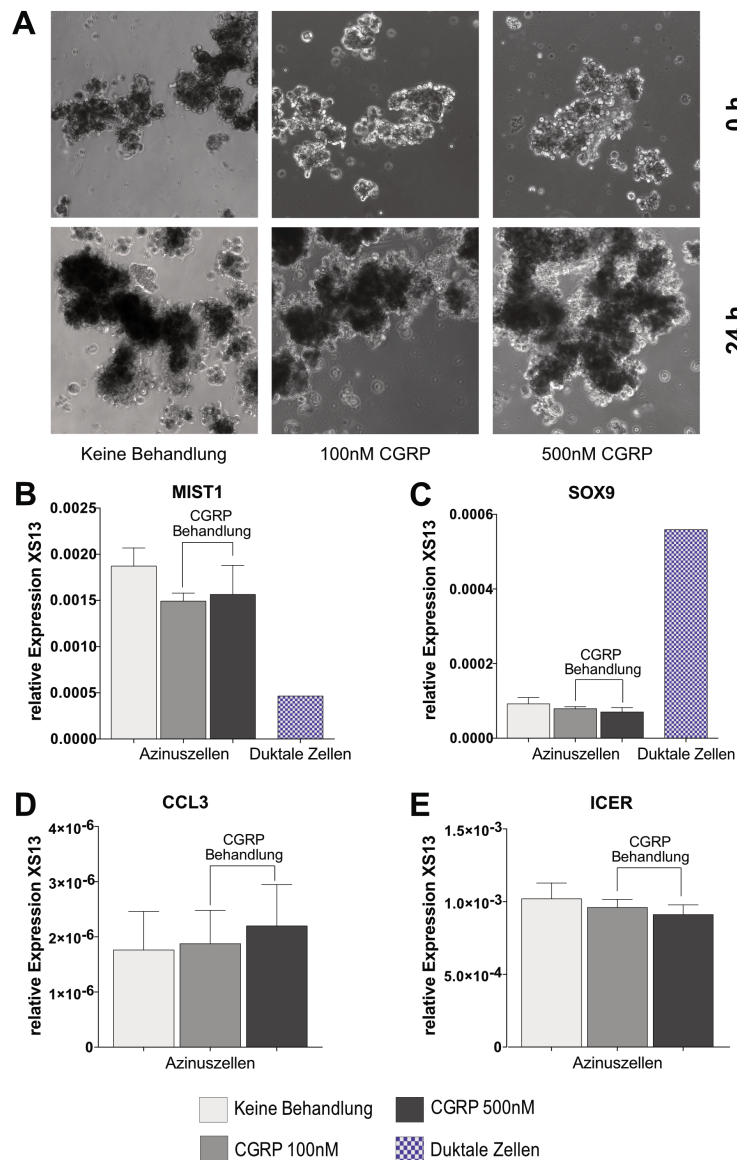 A
0 h
24 h
Keine Behandlung
100nM CGRP
500nM CGRP
B
MIST1
relative Expression XS13
0.0025
0.0020
0.0015
0.0010
0.0005
0.0000
CGRP
Behandlung
Azinuszellen
Duktale Zellen
C
SOX9
relative Expression XS13
0.0006
0.0004
0.0002
0.0000
CGRP
Behandlung
Azinuszellen
Duktale Zellen
D
CCL3
relative Expression XS13
4×10-6
3×10-6
2×10-6
1×10-6
0
CGRP
Behandlung
Azinuszellen
E
ICER
relative Expression XS13
1.5×10-3
1.0×10-3
5.0×10-4
0
CGRP
Behandlung
Azinuszellen
Keine Behandlung
CGRP 500nM
CGRP 100nM
Duktale Zellen